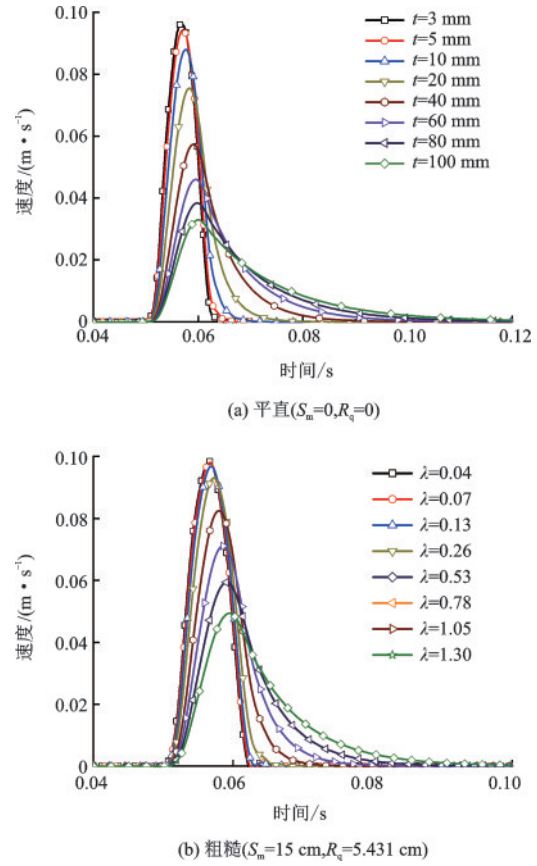 0.10
0.08
0.06
0.04
0.02
0
0.04
0.06
0.08
0.10
0.12
速度/(m·s⁻¹)
时间/s
t=3 mm
t=5 mm
t=10 mm
t=20 mm
t=40 mm
t=60 mm
t=80 mm
t=100 mm
(a) 平直(Sₘ=0,R_q=0)
0.10
0.08
0.06
0.04
0.02
0
0.04
0.06
0.08
0.10
速度/(m·s⁻¹)
时间/s
λ=0.04
λ=0.07
λ=0.13
λ=0.26
λ=0.53
λ=0.78
λ=1.05
λ=1.30
(b) 粗糙(Sₘ=15 cm,R_q=5.431 cm)